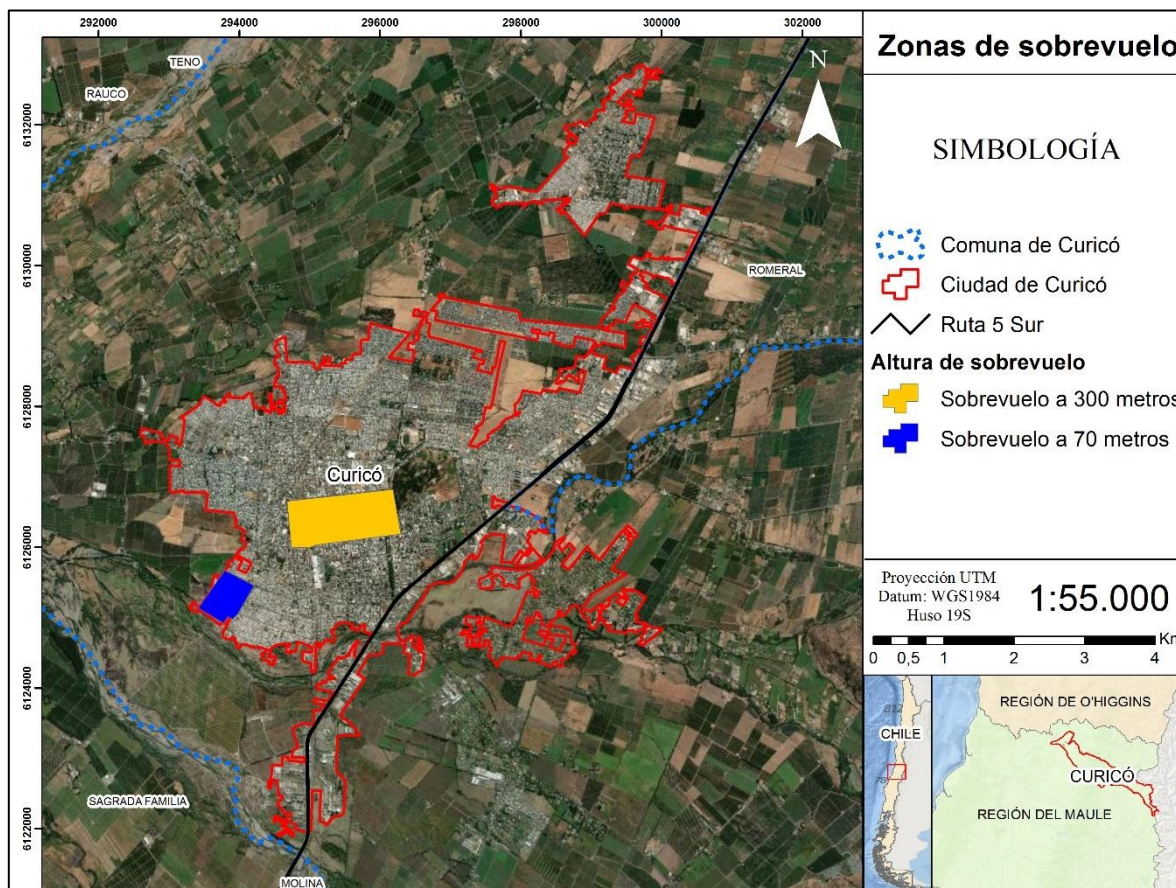 292000
294000
296000
298000
300000
302000
TENO
RAUCO
N
6132000
6130000
6128000
6126000
6124000
6122000
ROMERAL
Curicó
SAGRADA FAMILIA
MOLINA
Zonas de sobrevuelo
SIMBOLOGÍA
Comuna de Curicó
Ciudad de Curicó
Ruta 5 Sur
Altura de sobrevuelo
Sobrevuelo a 300 metros
Sobrevuelo a 70 metros
Proyección UTM
Datum: WGS1984
Huso 19S
1:55.000
Km
0 0,5 1 2 3 4
CHILE
REGIÓN DE O'HIGGINS
CURICÓ
REGIÓN DEL MAULE